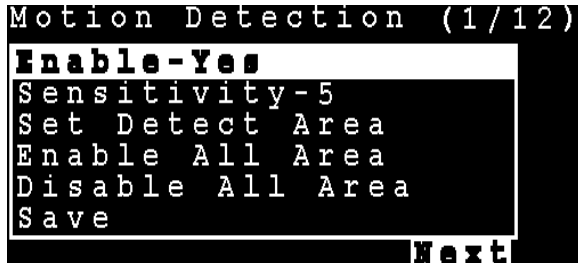 Motion Detection (1/12)
Enable-Yes
Sensitivity-5
Set Detect Area
Enable All Area
Disable All Area
Save
Next